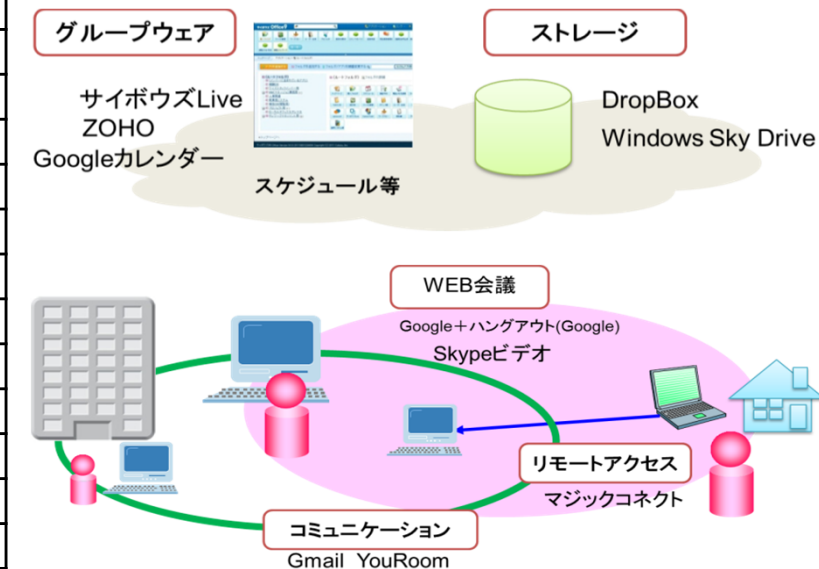 グループウェア
ストレージ
サイボウズLive
ZOHO
Googleカレンダー
スケジュール等
DropBox
Windows Sky Drive
WEB会議
Google＋ハングアウト(Google)
Skypeビデオ
リモートアクセス
マジックコネクト
コミュニケーション
Gmail YouRoom